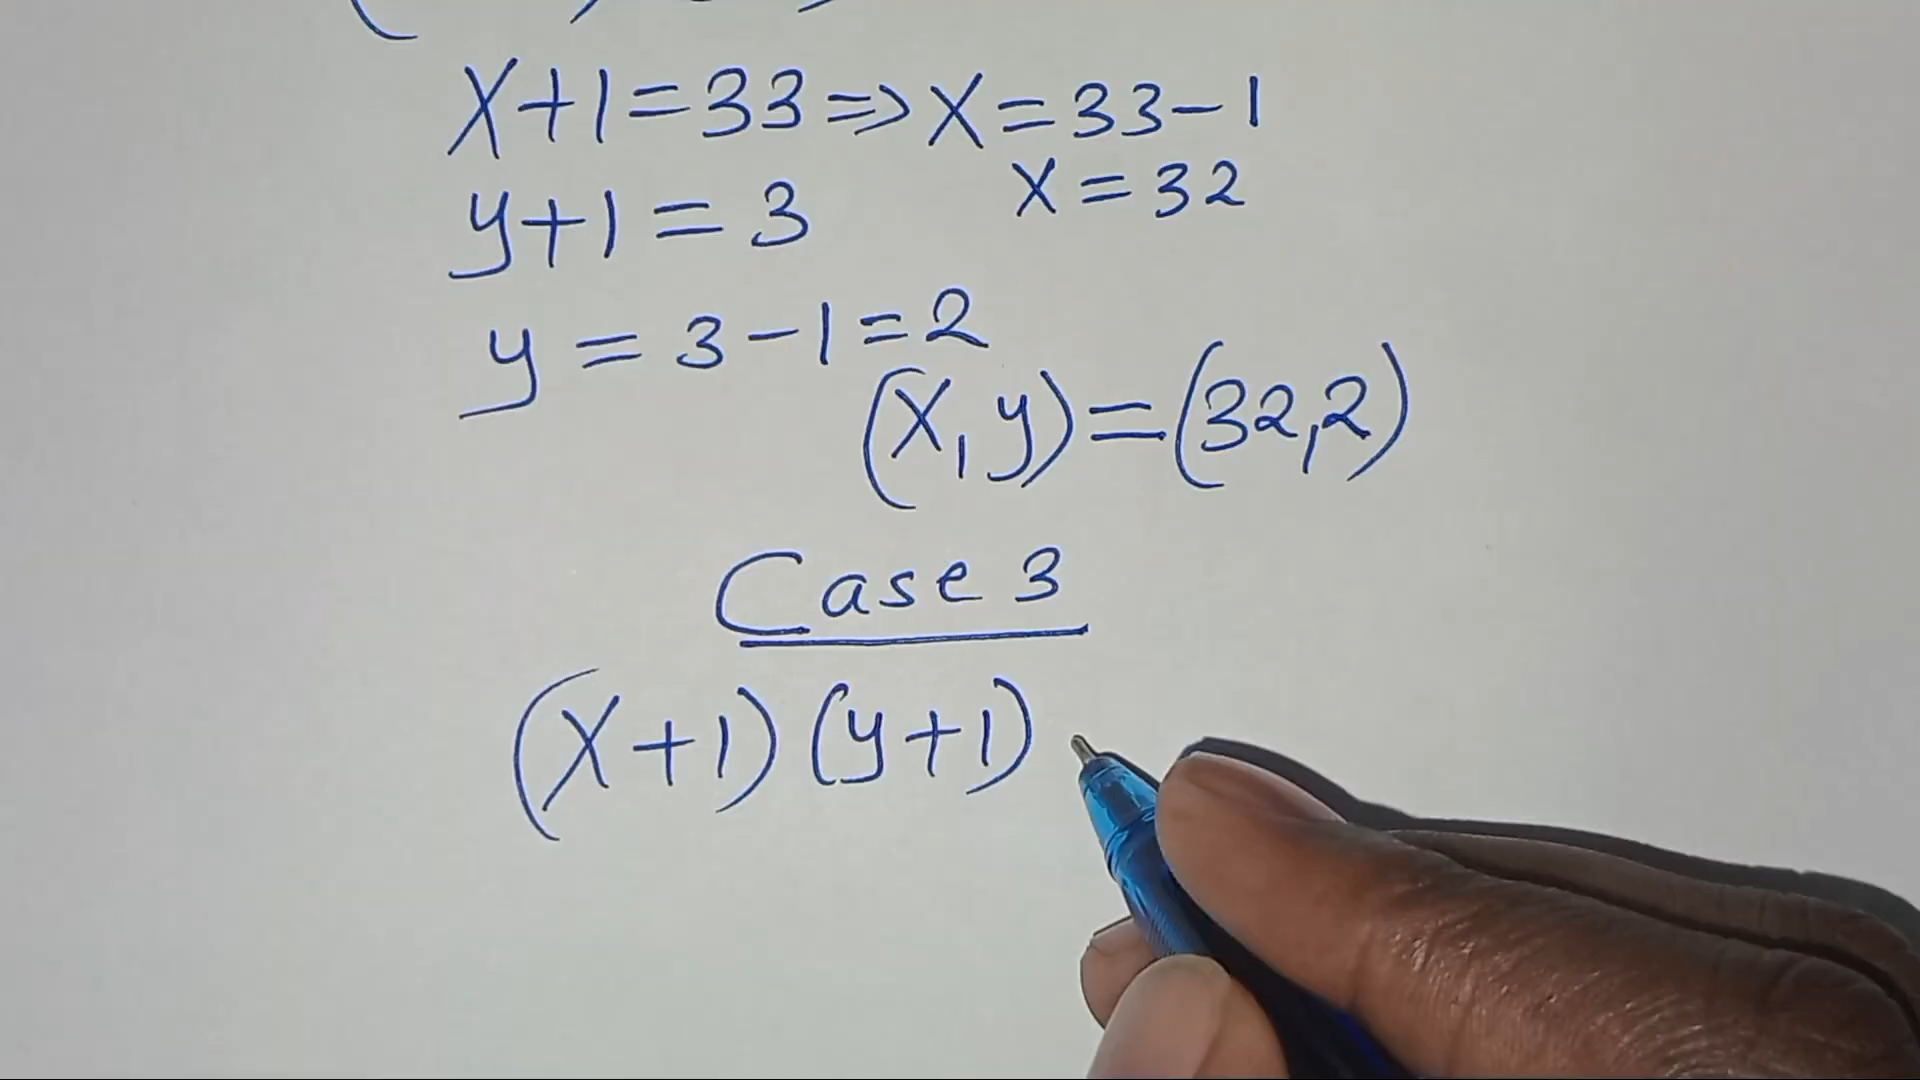 x+1=33⇒x=33-1
x=32
y+1=3
y=3-1=2
(x,y)=(32,2)
Case 3
(x+1)(y+1)